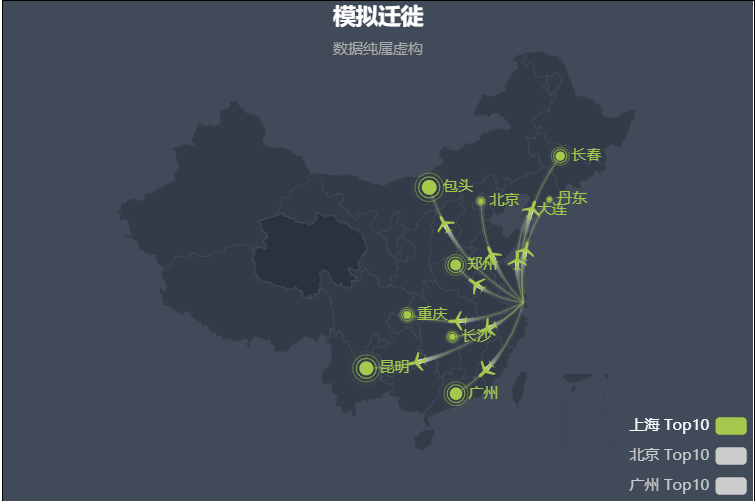 模拟迁徙
数据纯属虚构
长春
包头
北京
丹东
大连
郑州
重庆
长沙
昆明
广州
上海 Top10
北京 Top10
广州 Top10